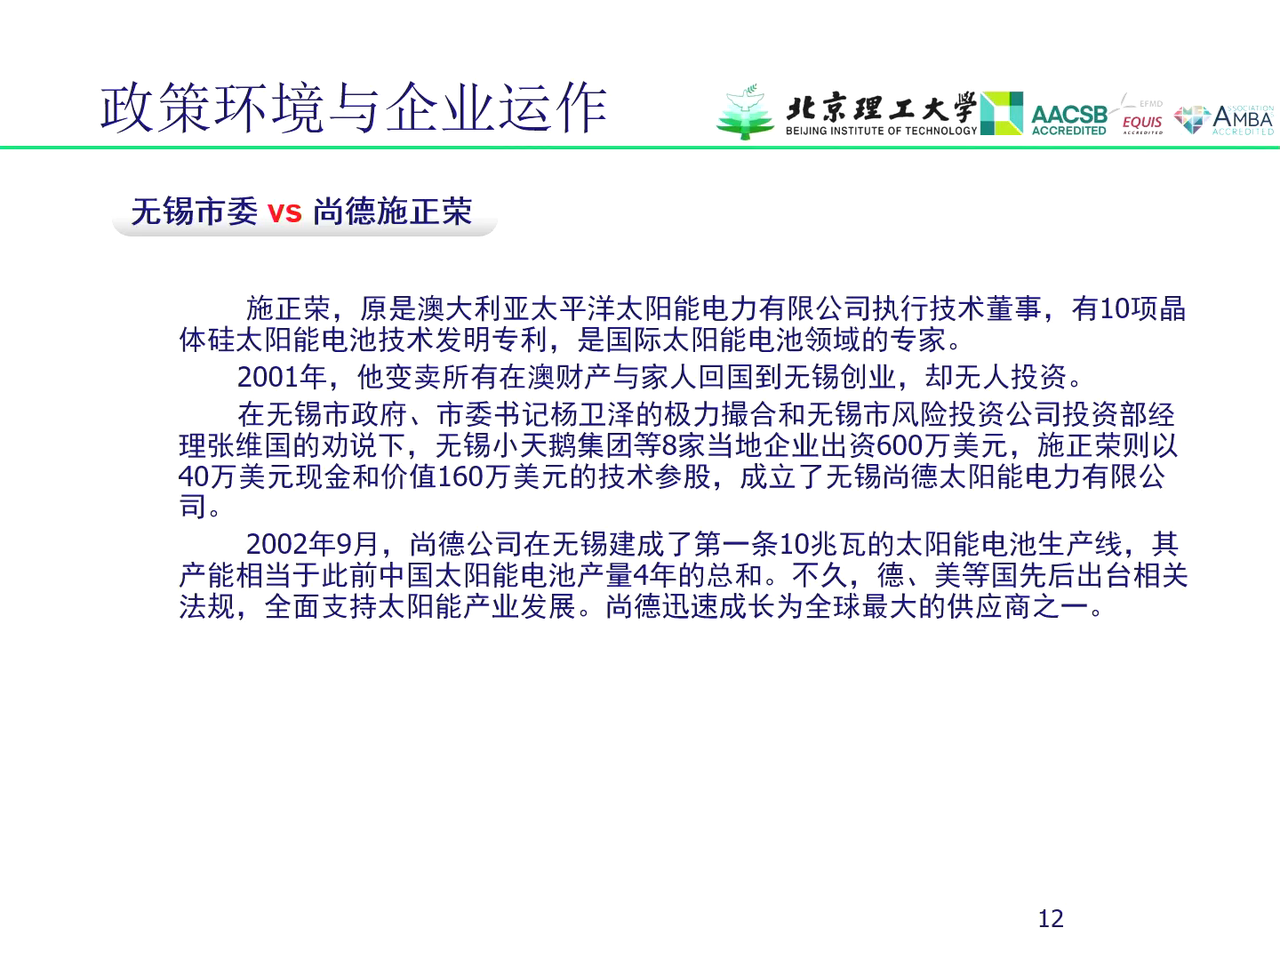 政策环境与企业运作
北京理工大学
BEIJING INSTITUTE OF TECHNOLOGY
AACSB
ACCREDITED
EFMD
EQUIS
ACCREDITED
ASSOCIATION
AMBA
ACCREDITED
无锡市委 vs 尚德施正荣
施正荣，原是澳大利亚太平洋太阳能电力有限公司执行技术董事，有10项晶
体硅太阳能电池技术发明专利，是国际太阳能电池领域的专家。
2001年，他变卖所有在澳财产与家人回国到无锡创业，却无人投资。
在无锡市政府、市委书记杨卫泽的极力撮合和无锡市风险投资公司投资部经
理张维国的劝说下，无锡小天鹅集团等8家当地企业出资600万美元，施正荣则以
40万美元现金和价值160万美元的技术参股，成立了无锡尚德太阳能电力有限公
司。
2002年9月，尚德公司在无锡建成了第一条10兆瓦的太阳能电池生产线，其
产能相当于此前中国太阳能电池产量4年的总和。不久，德、美等国先后出台相关
法规，全面支持太阳能产业发展。尚德迅速成长为全球最大的供应商之一。
12